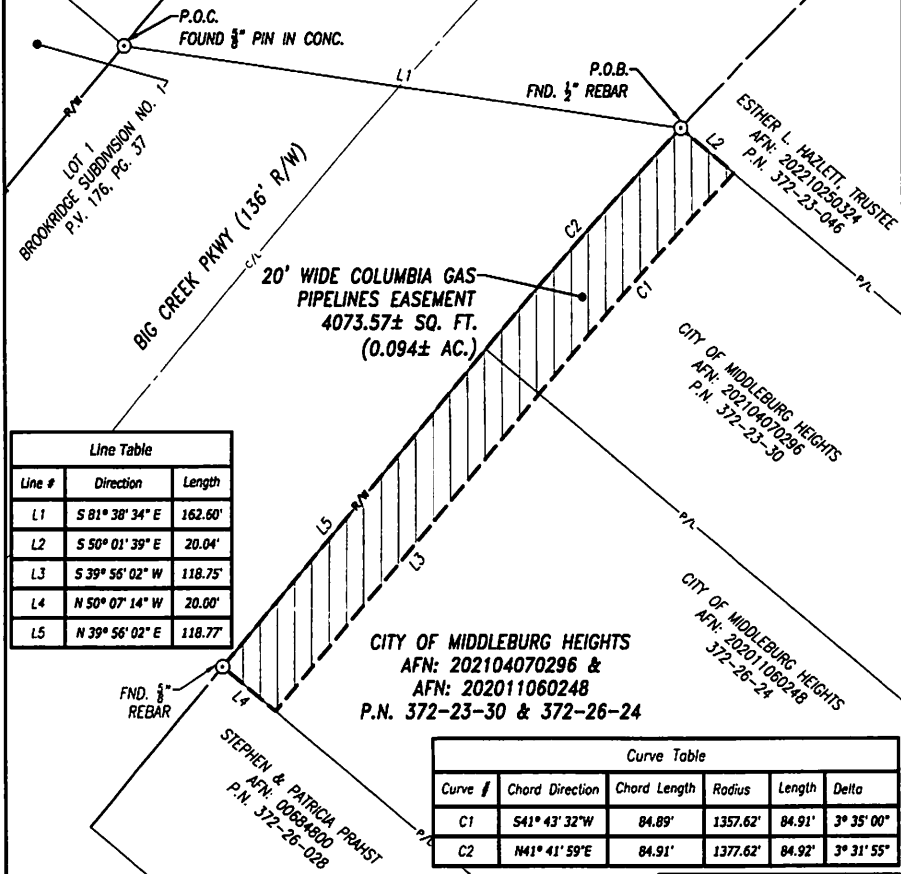 P.O.C.
FOUND 5/8" PIN IN CONC.
L1
P.O.B.
FND. 1/2" REBAR
L2
ESTHER L. HAZLETT, TRUSTEE
AFN: 202210250324
P.N. 372-23-046
P/L
R/W
LOT 1
BROOKRIDGE SUBDIVISION NO. 1
P.V. 176, PG. 37
BIG CREEK PKWY (136' R/W)
C/L
C2
C1
20' WIDE COLUMBIA GAS
PIPELINES EASEMENT
4073.57± SQ. FT.
(0.094± AC.)
CITY OF MIDDLEBURG HEIGHTS
AFN: 202104070296
P.N. 372-23-30
Line Table
Line # Direction Length
L1 S 81° 38' 34" E 162.60'
L2 S 50° 01' 39" E 20.04'
L3 S 39° 56' 02" W 118.75'
L4 N 50° 07' 14" W 20.00'
L5 N 39° 56' 02" E 118.77'
L5
R/W
L3
P/L
CITY OF MIDDLEBURG HEIGHTS
AFN: 202011060248
372-26-24
CITY OF MIDDLEBURG HEIGHTS
AFN: 202104070296 &
AFN: 202011060248
P.N. 372-23-30 & 372-26-24
FND. 5/8"
REBAR
L4
STEPHEN & PATRICIA PRAHST
AFN: 00684800
P.N. 372-26-028
P/L
Curve Table
Curve # Chord Direction Chord Length Radius Length Delta
C1 S41° 43' 32"W 84.89' 1357.62' 84.91' 3° 35' 00"
C2 N41° 41' 59"E 84.91' 1377.62' 84.92' 3° 31' 55"